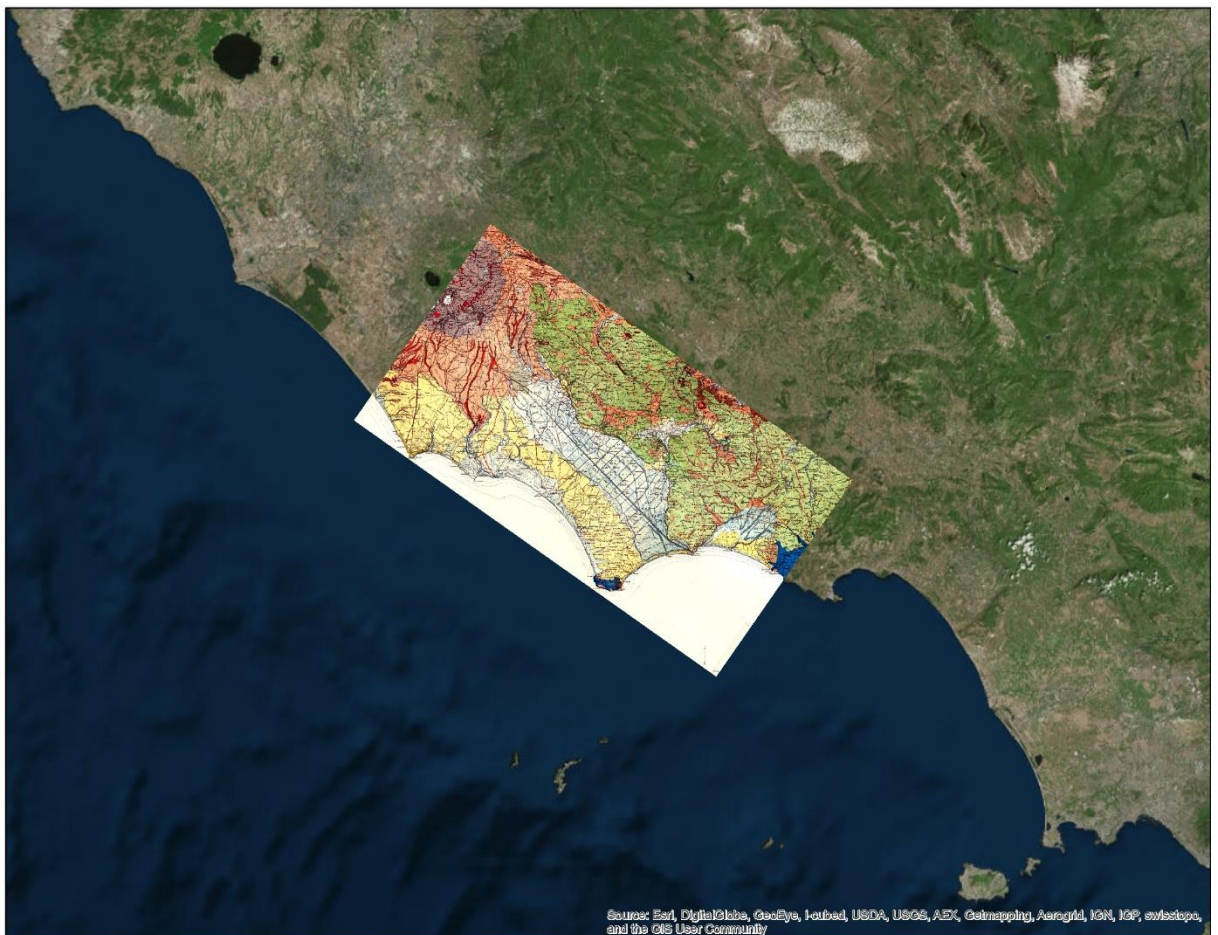 Source: Esri, DigitalGlobe, GeoEye, i-cubed, USDA, USGS, AEX, Getmapping, Aerogrid, IGN, IGP, swisstopo,
and the GIS User Community